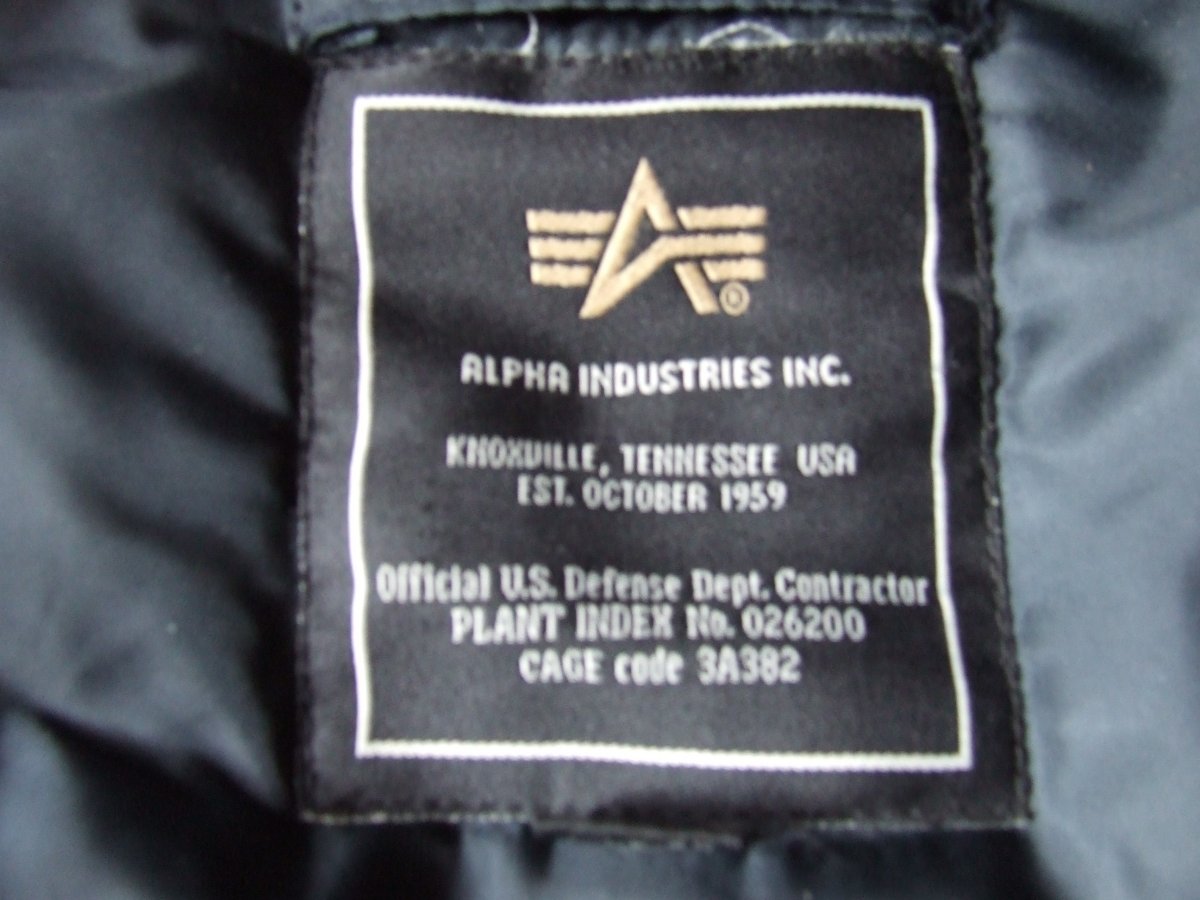 ALPHA INDUSTRIES INC.
KNOXVILLE, TENNESSEE USA
EST. OCTOBER 1959
Official U.S. Defense Dept. Contractor
PLANT INDEX No. 026200
CAGE code 3A382